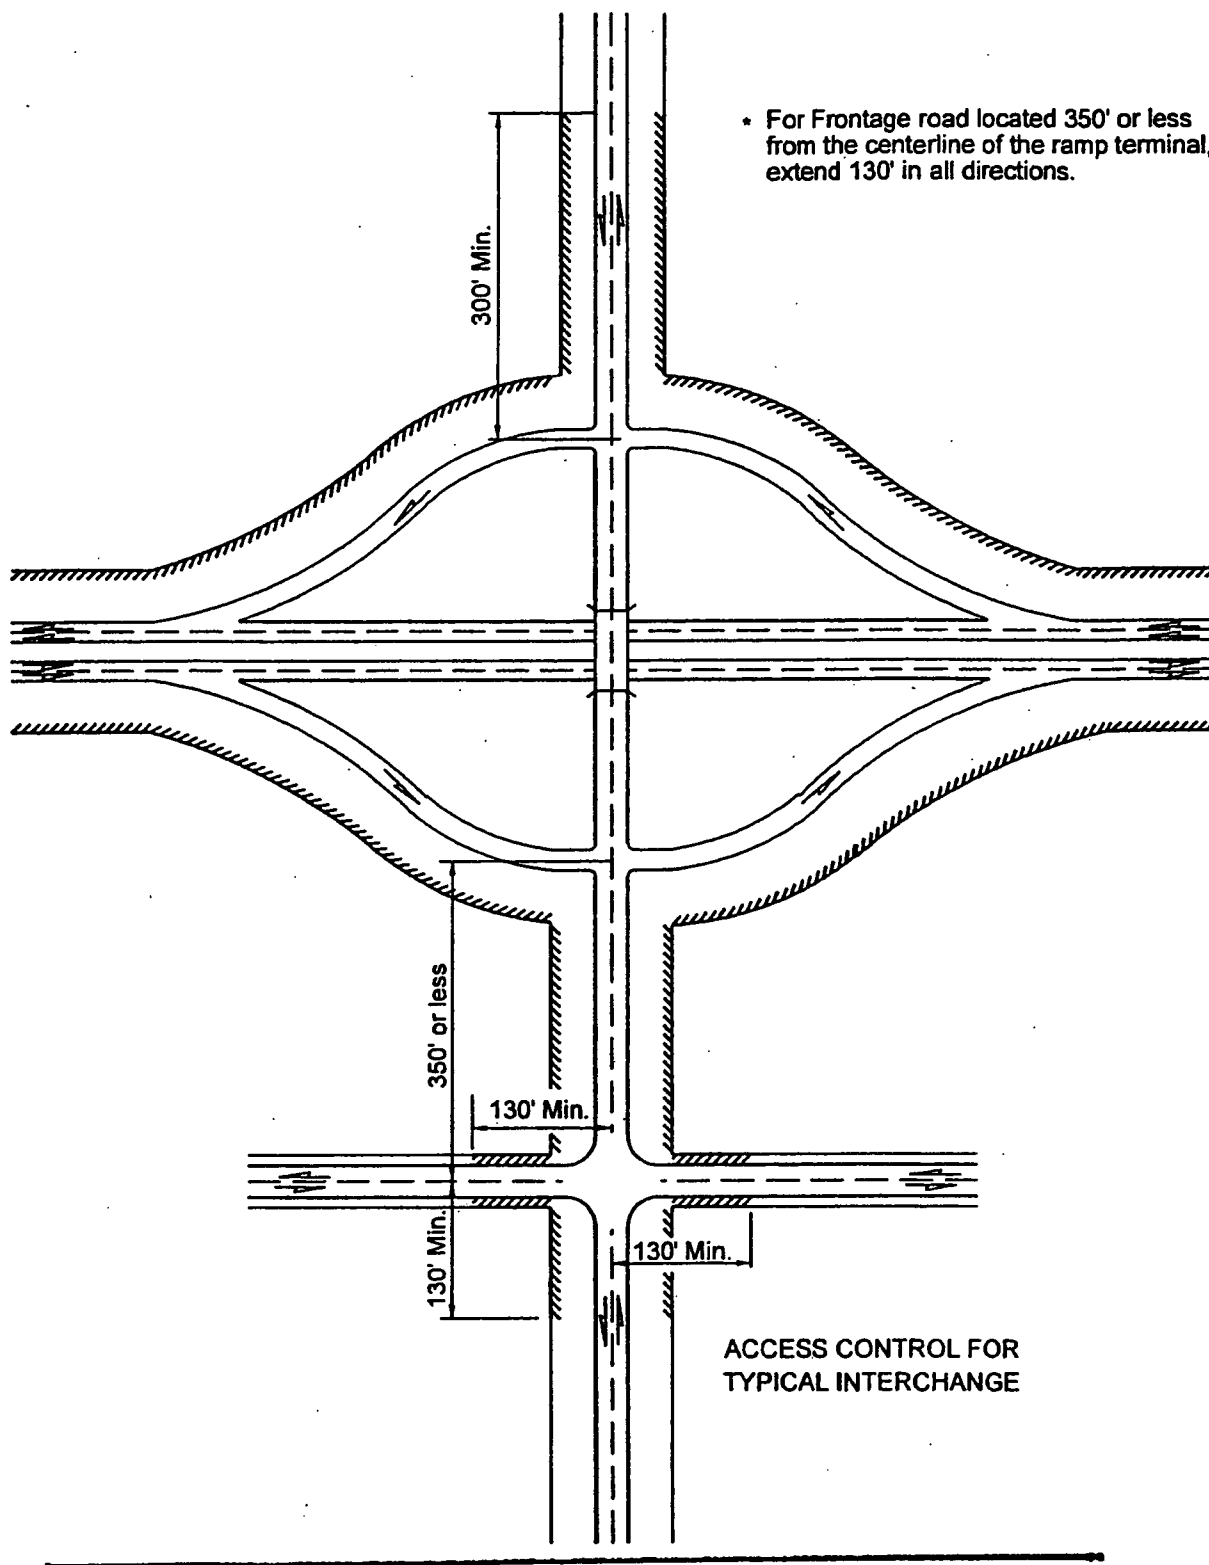 * For Frontage road located 350' or less
from the centerline of the ramp terminal,
extend 130' in all directions.
300' Min.
350' or less
130' Min.
130' Min.
130' Min.
ACCESS CONTROL FOR
TYPICAL INTERCHANGE